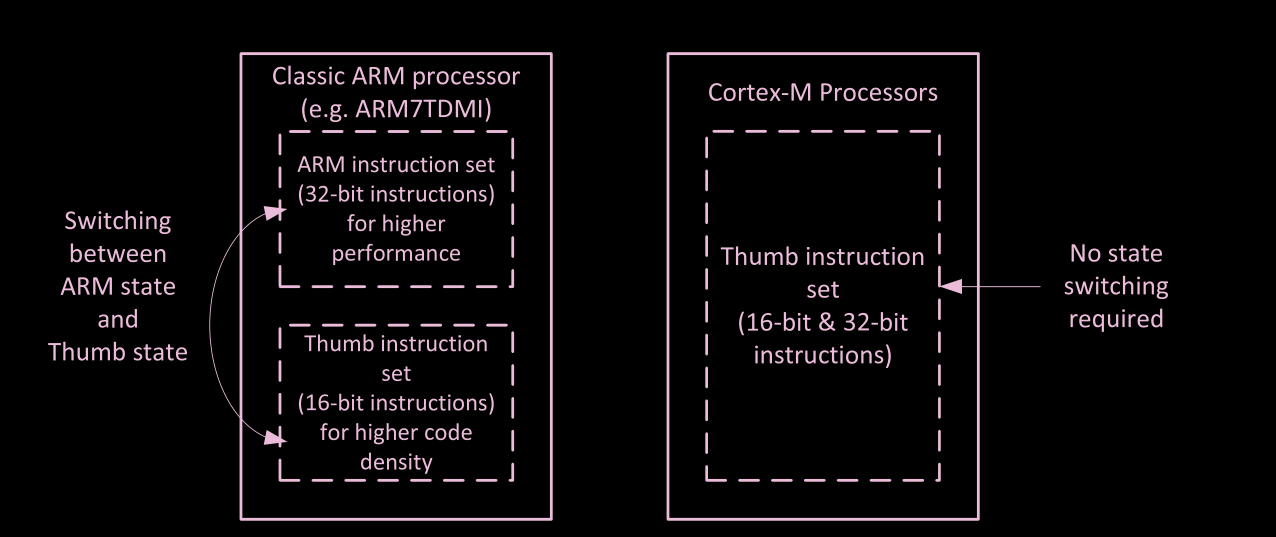 Classic ARM processor
(e.g. ARM7TDMI)
ARM instruction set
(32-bit instructions)
for higher
performance
Switching
between
ARM state
and
Thumb state
Thumb instruction
set
(16-bit instructions)
for higher code
density
Cortex-M Processors
Thumb instruction
set
(16-bit & 32-bit
instructions)
No state
switching
required